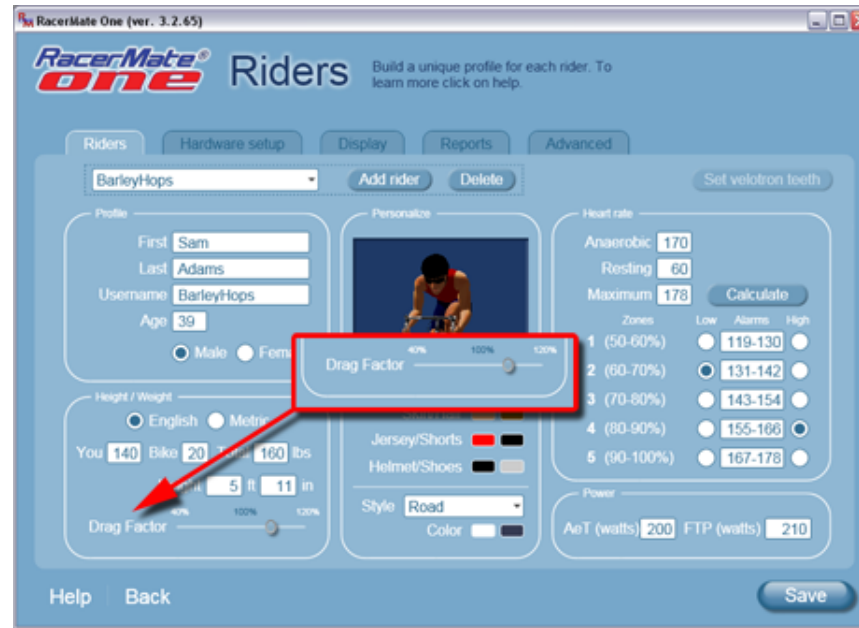 RacerMate One (ver. 3.2.65)
RacerMate®
one
Riders
Build a unique profile for each rider. To
learn more click on help.
Riders Hardware setup Display Reports Advanced
BarleyHops Add rider Delete Set velotron teeth
Profile
First Sam
Last Adams
Username BarleyHops
Age 39
Male
Height / Weight
English Metric
You 140 Bike 20 160 lbs
5 ft 11 in
40% 100% 120%
Drag Factor
Personalize
40% 100% 120%
Drag Factor
Jersey/Shorts
Helmet/Shoes
Style Road
Color
Heart rate
Anaerobic 170
Resting 60
Maximum 178 Calculate
Zones Low Alarms High
1 (50-60%) 119-130
2 (60-70%) 131-142
3 (70-80%) 143-154
4 (80-90%) 155-166
5 (90-100%) 167-178
Power
AeT (watts) 200 FTP (watts) 210
Help Back Save